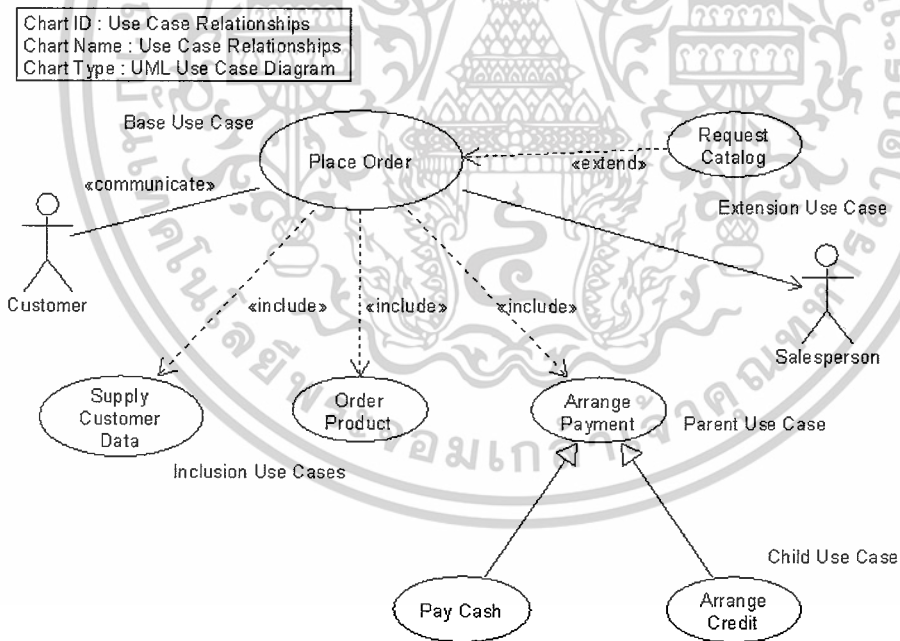 Chart ID : Use Case Relationships
Chart Name : Use Case Relationships
Chart Type : UML Use Case Diagram
Base Use Case
Place Order
Request
Catalog
«extend»
«communicate»
Extension Use Case
Customer
«include»
«include»
«include»
Salesperson
Supply
Customer
Data
Order
Product
Arrange
Payment
Parent Use Case
Inclusion Use Cases
Child Use Case
Pay Cash
Arrange
Credit